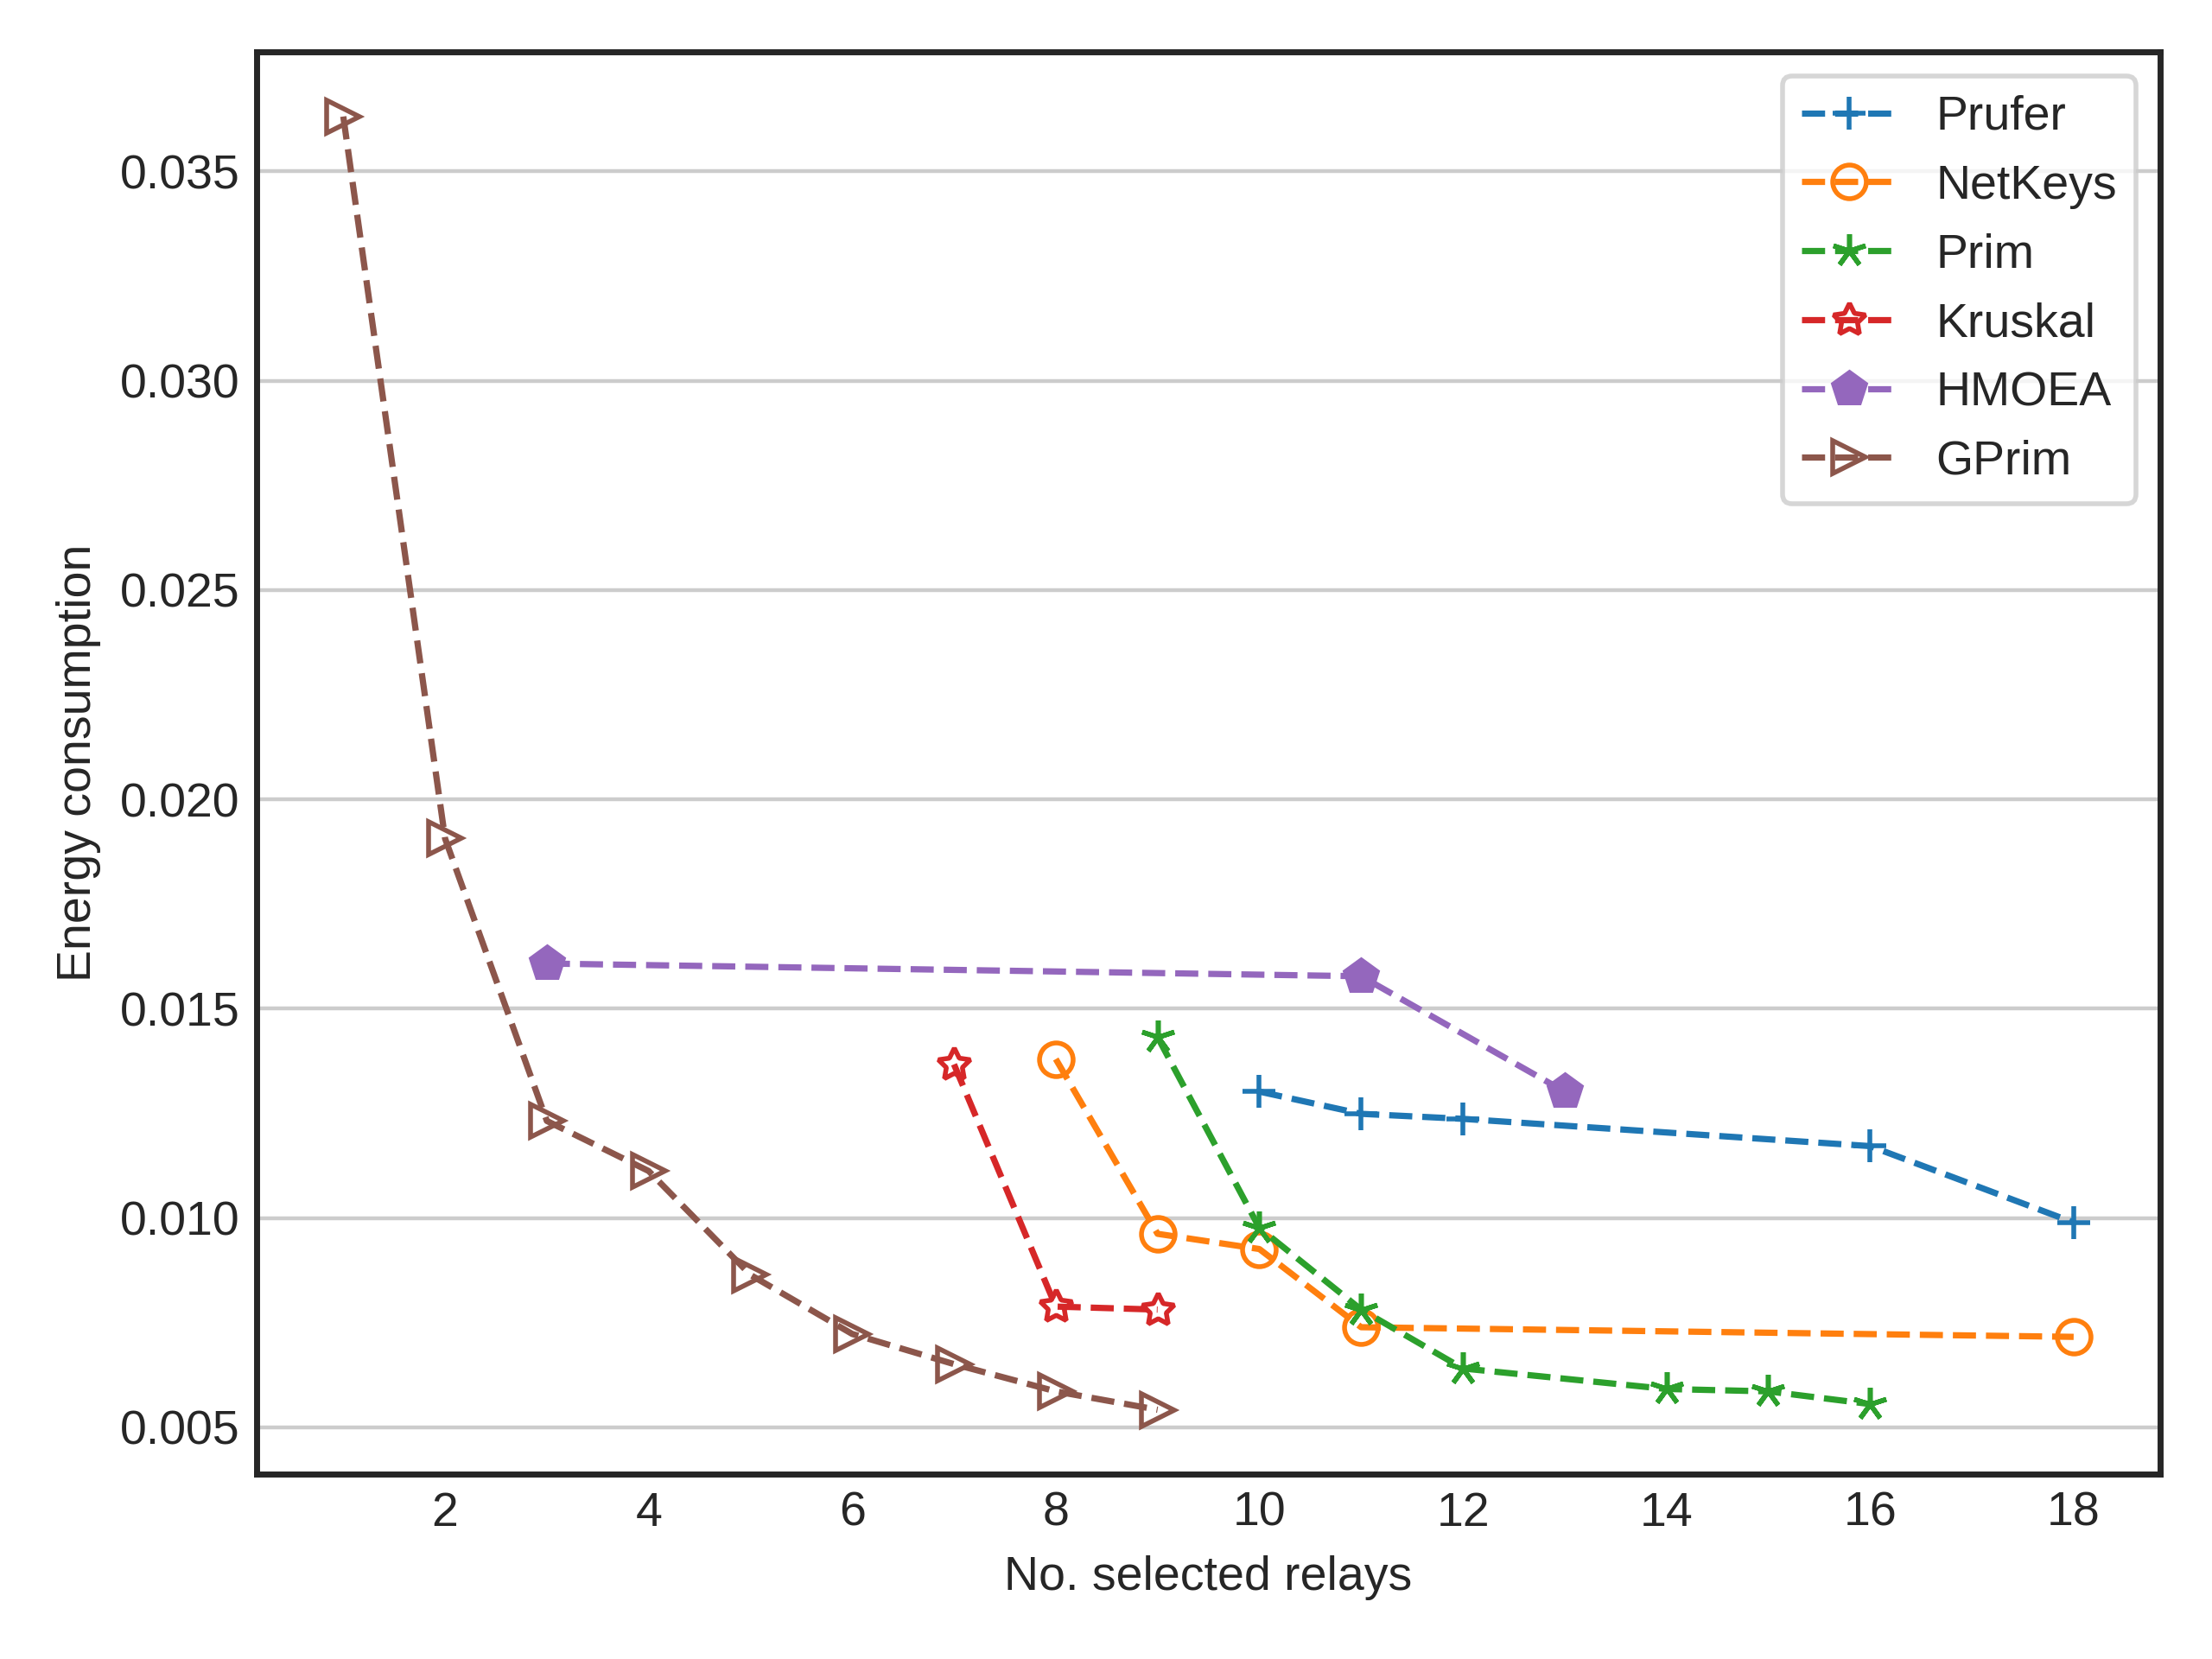 Prufer
NetKeys
Prim
Kruskal
HMOEA
GPrim
0.035
0.030
0.025
0.020
0.015
0.010
0.005
Energy consumption
2 4 6 8 10 12 14 16 18
No. selected relays